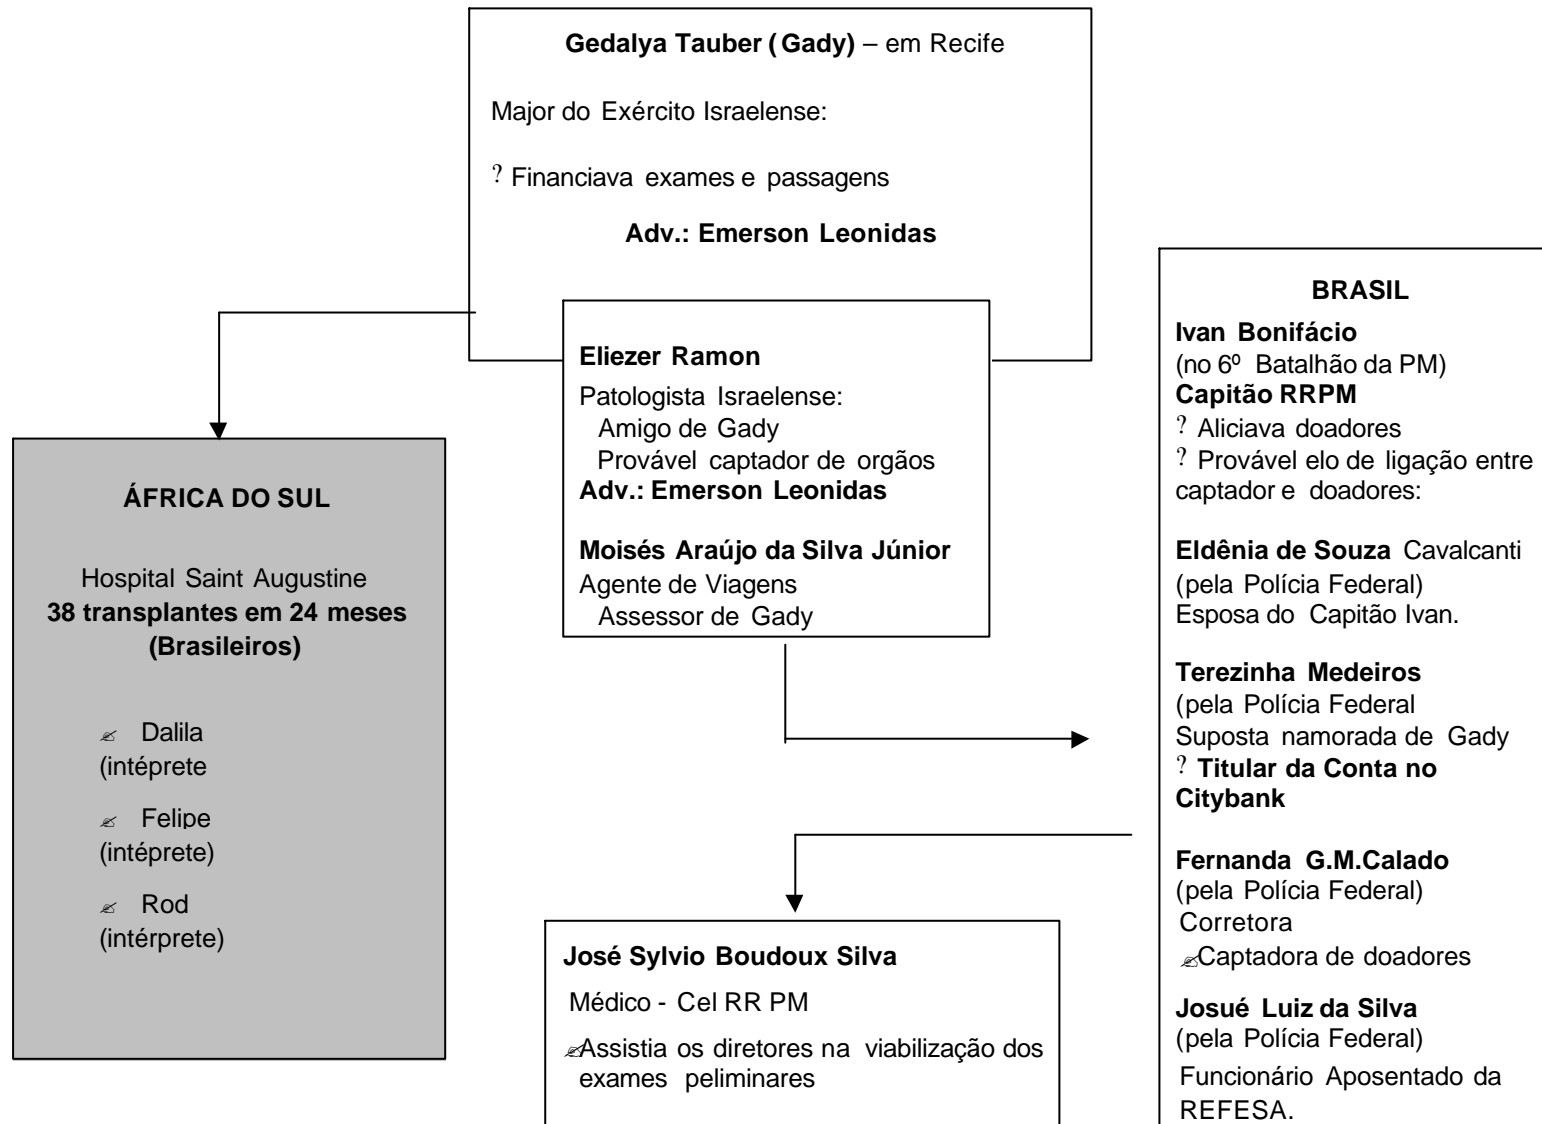 Gedalya Tauber ( Gady) – em Recife
Major do Exército Israelense:
? Financiava exames e passagens
Adv.: Emerson Leonidas
Eliezer Ramon
Patologista Israelense:
Amigo de Gady
Provável captador de orgãos
Adv.: Emerson Leonidas
Moisés Araújo da Silva Júnior
Agente de Viagens
Assessor de Gady
ÁFRICA DO SUL
Hospital Saint Augustine
38 transplantes em 24 meses
(Brasileiros)
Dalila
(intéprete
Felipe
(intéprete)
Rod
(intérprete)
BRASIL
Ivan Bonifácio
(no 6º Batalhão da PM)
Capitão RRPM
? Aliciava doadores
? Provável elo de ligação entre
captador e doadores:
Eldênia de Souza Cavalcanti
(pela Polícia Federal)
Esposa do Capitão Ivan.
Terezinha Medeiros
(pela Polícia Federal
Suposta namorada de Gady
? Titular da Conta no
Citybank
Fernanda G.M.Calado
(pela Polícia Federal)
Corretora
Captadora de doadores
Josué Luiz da Silva
(pela Polícia Federal)
Funcionário Aposentado da
REFESA.
José Sylvio Boudoux Silva
Médico - Cel RR PM
Assistia os diretores na viabilização dos
exames peliminares